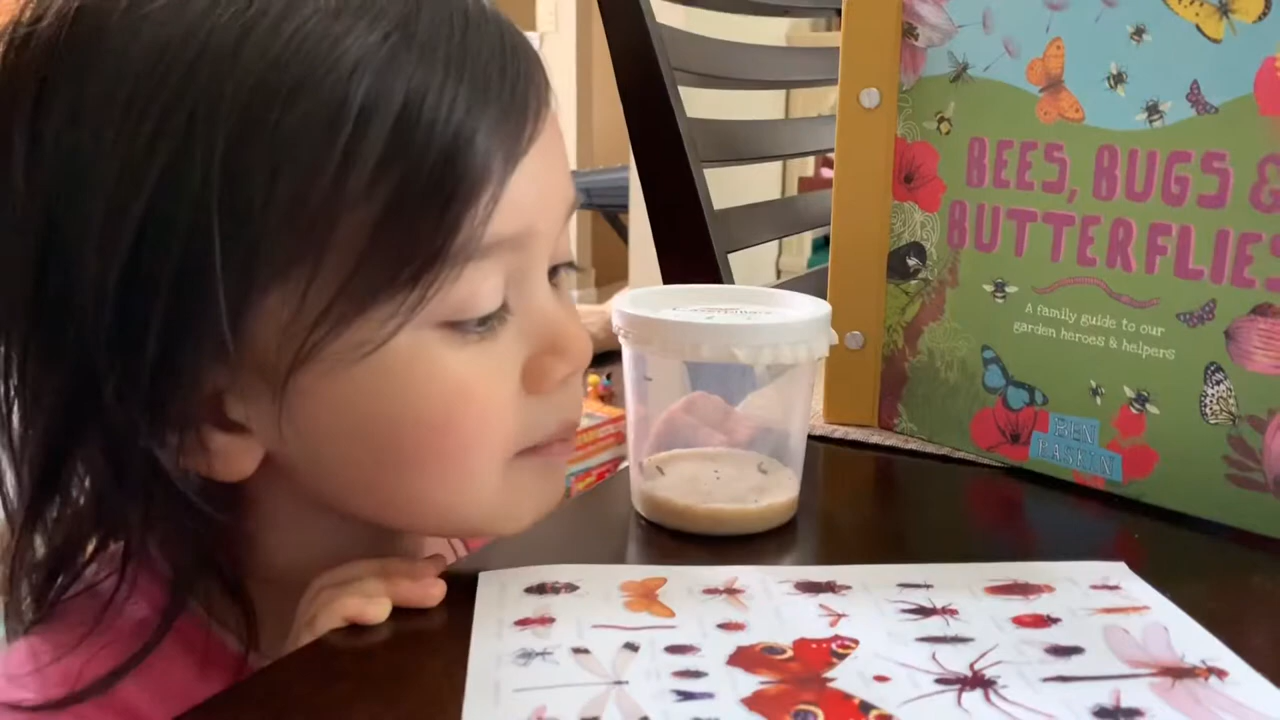 BEES, BUGS &
BUTTERFLIES
A family guide to our
garden heroes & helpers
BEN
RASKIN